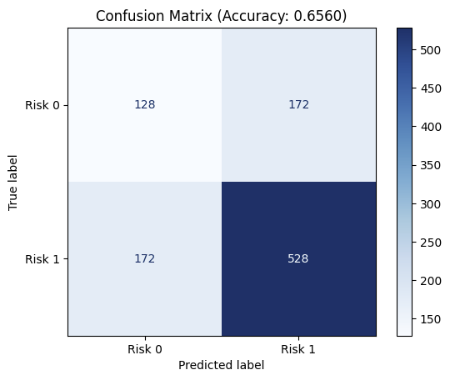 Confusion Matrix (Accuracy: 0.6560)
Risk 0
128
172
Risk 1
172
528
Risk 0
Risk 1
Predicted label
True label
500
450
400
350
300
250
200
150